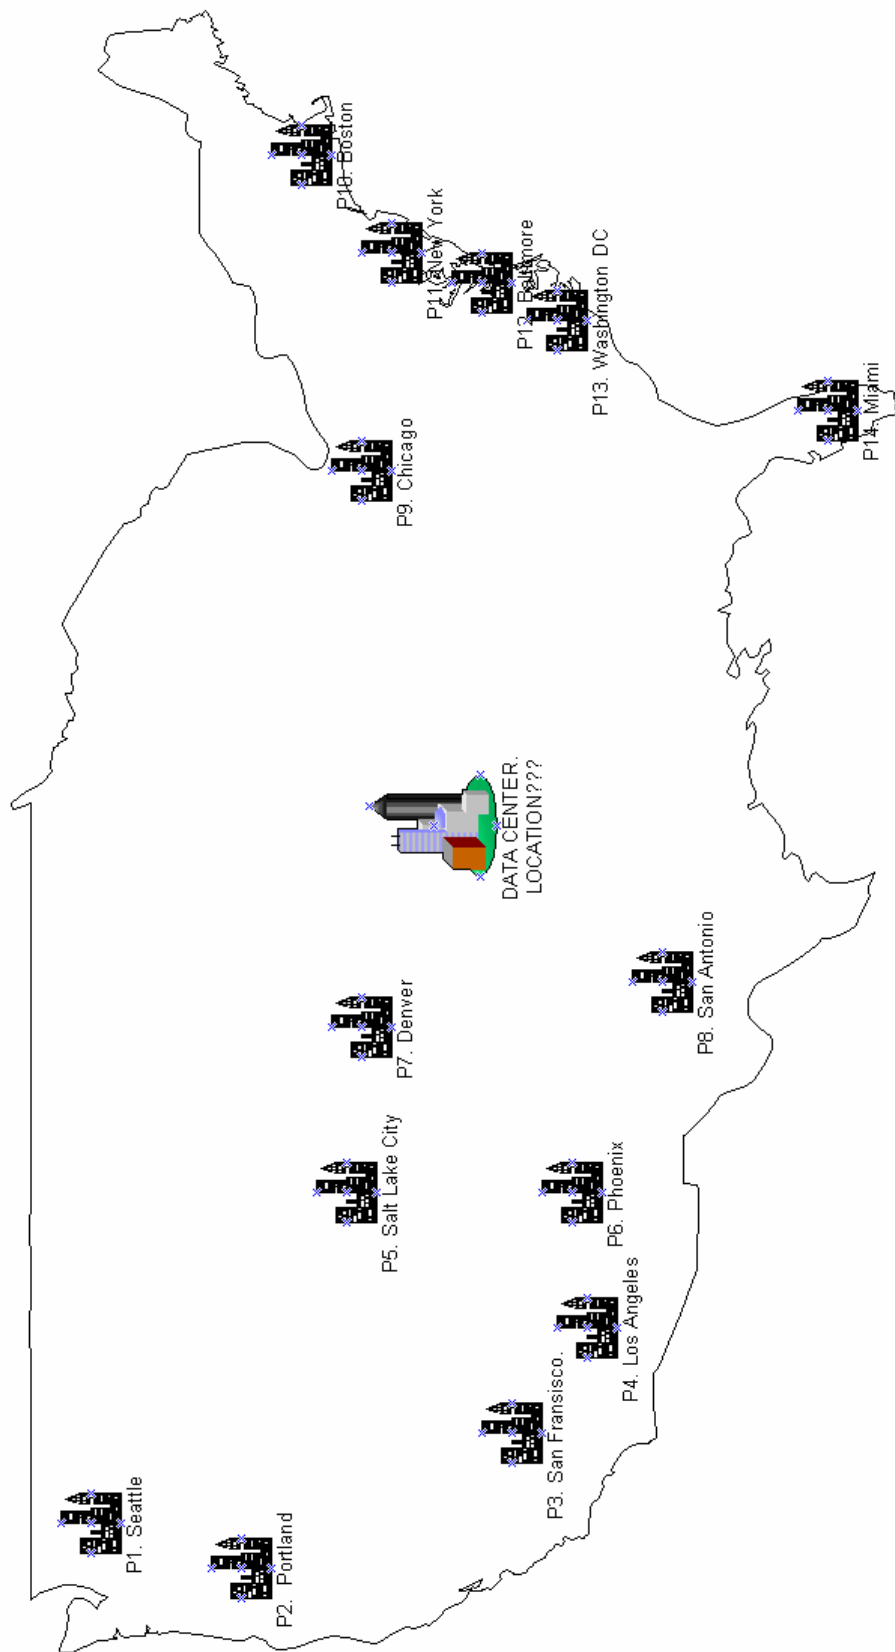 P1. Seattle
P2.  Portland
P3. San Fransisco.
P4. Los Angeles
P5. Salt Lake City
P6. Phoenix
P7. Denver
P8. San Antonio
DATA CENTER.
LOCATION???
P9. Chicago
P10. Boston
P11. New York
P12. Baltimore
P13. Washington DC
P14. Miami